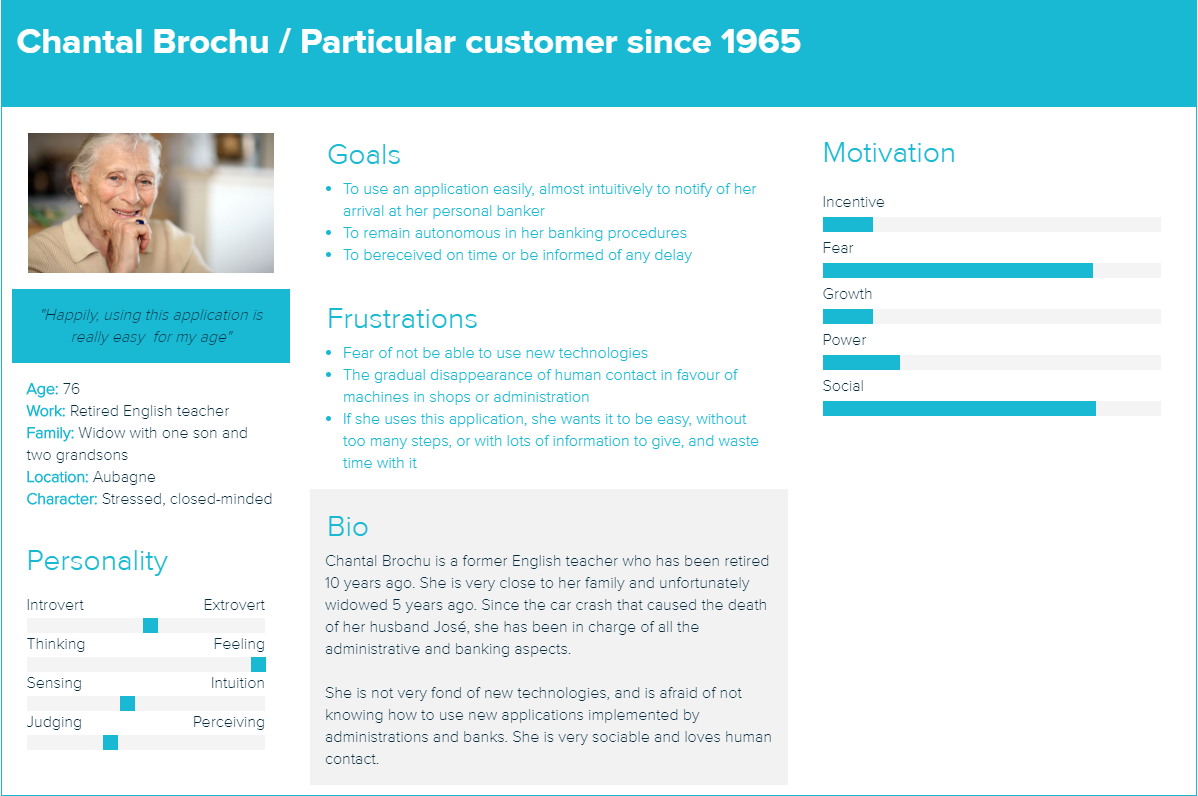 Chantal Brochu / Particular customer since 1965
"Happily, using this application is
really easy  for my age"
Age: 76
Work: Retired English teacher
Family: Widow with one son and
two grandsons
Location: Aubagne
Character: Stressed, closed-minded
Personality
Introvert Extrovert
Thinking Feeling
Sensing Intuition
Judging Perceiving
Goals
• To use an application easily, almost intuitively to notify of her
arrival at her personal banker
• To remain autonomous in her banking procedures
• To bereceived on time or be informed of any delay
Frustrations
• Fear of not be able to use new technologies
• The gradual disappearance of human contact in favour of
machines in shops or administration
• If she uses this application, she wants it to be easy, without
too many steps, or with lots of information to give, and waste
time with it
Bio
Chantal Brochu is a former English teacher who has been retired
10 years ago. She is very close to her family and unfortunately
widowed 5 years ago. Since the car crash that caused the death
of her husband José, she has been in charge of all the
administrative and banking aspects.
She is not very fond of new technologies, and is afraid of not
knowing how to use new applications implemented by
administrations and banks. She is very sociable and loves human
contact.
Motivation
Incentive
Fear
Growth
Power
Social